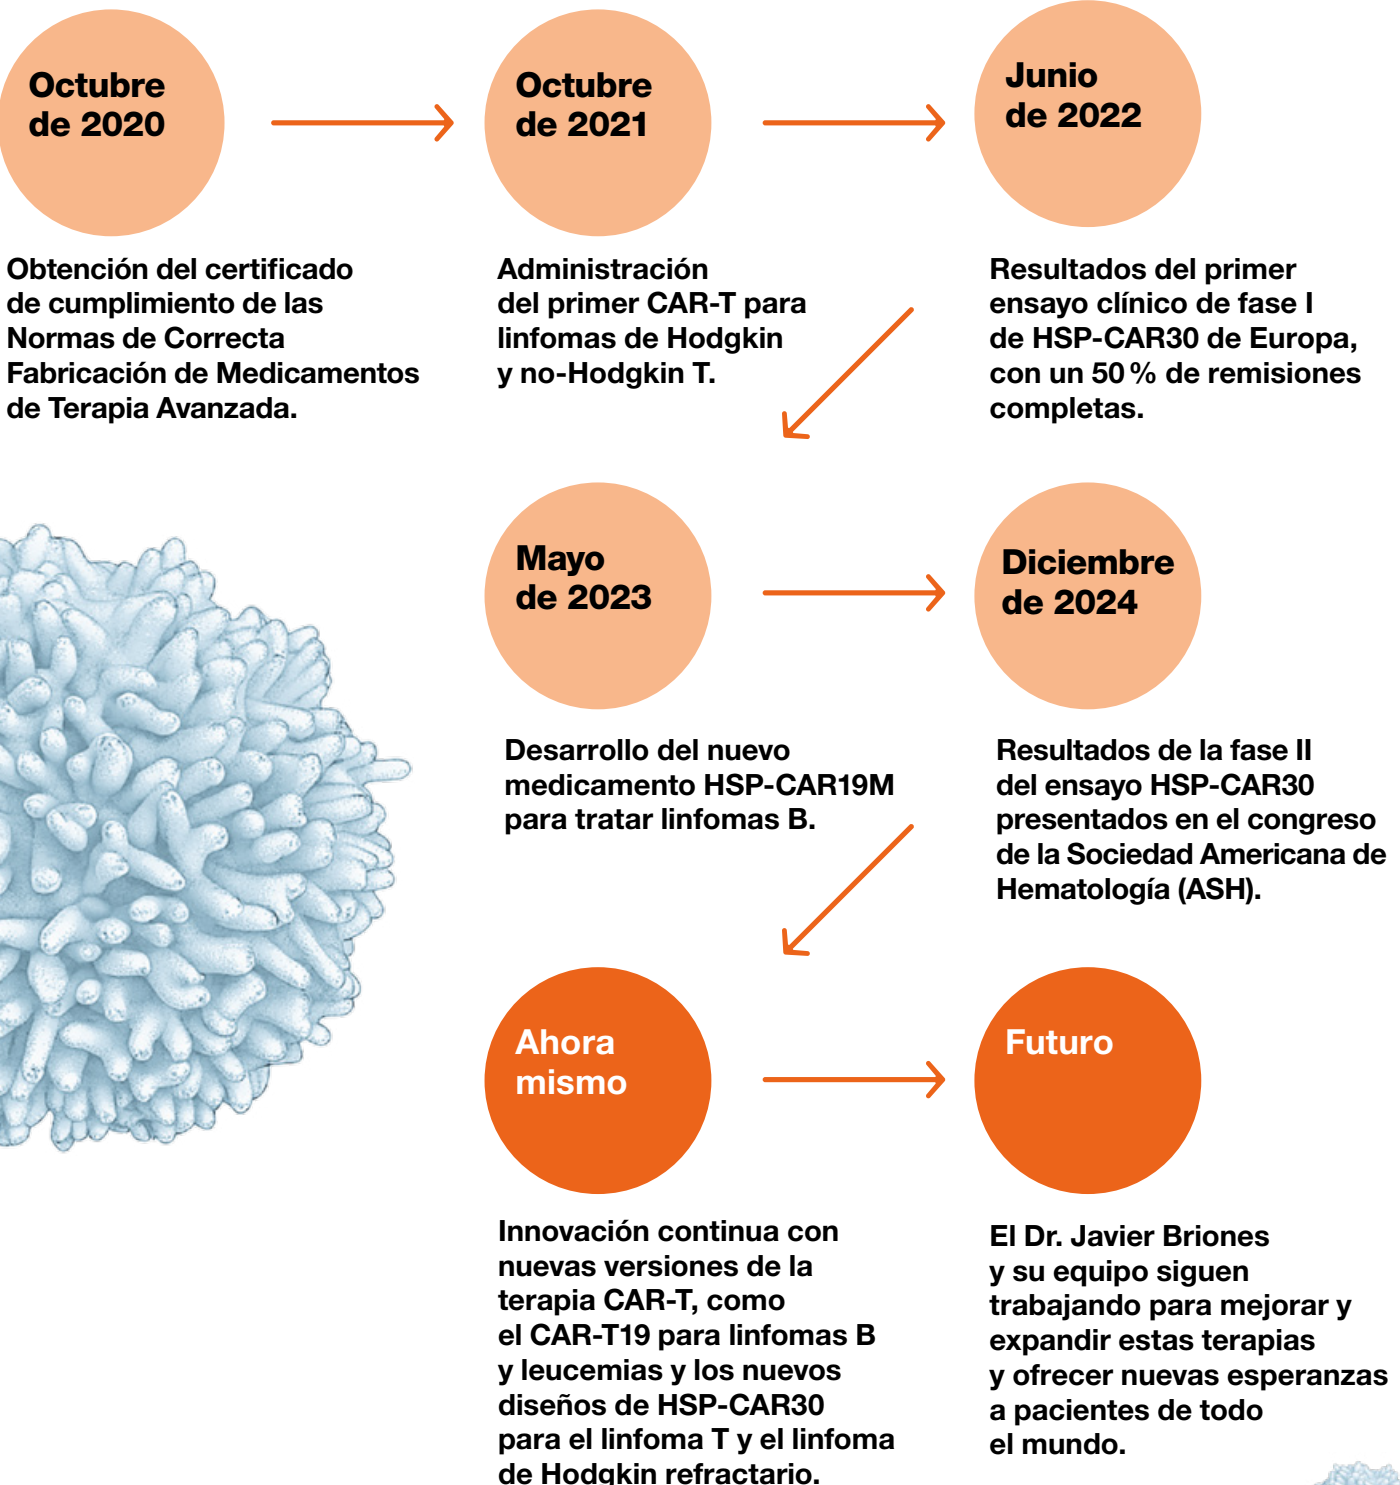 Octubre
de 2020
Obtención del certificado
de cumplimiento de las
Normas de Correcta
Fabricación de Medicamentos
de Terapia Avanzada.
Octubre
de 2021
Administración
del primer CAR-T para
linfomas de Hodgkin
y no-Hodgkin T.
Junio
de 2022
Resultados del primer
ensayo clínico de fase I
de HSP-CAR30 de Europa,
con un 50 % de remisiones
completas.
Mayo
de 2023
Desarrollo del nuevo
medicamento HSP-CAR19M
para tratar linfomas B.
Diciembre
de 2024
Resultados de la fase II
del ensayo HSP-CAR30
presentados en el congreso
de la Sociedad Americana de
Hematología (ASH).
Ahora
mismo
Innovación continua con
nuevas versiones de la
terapia CAR-T, como
el CAR-T19 para linfomas B
y leucemias y los nuevos
diseños de HSP-CAR30
para el linfoma T y el linfoma
de Hodgkin refractario.
Futuro
El Dr. Javier Briones
y su equipo siguen
trabajando para mejorar y
expandir estas terapias
y ofrecer nuevas esperanzas
a pacientes de todo
el mundo.